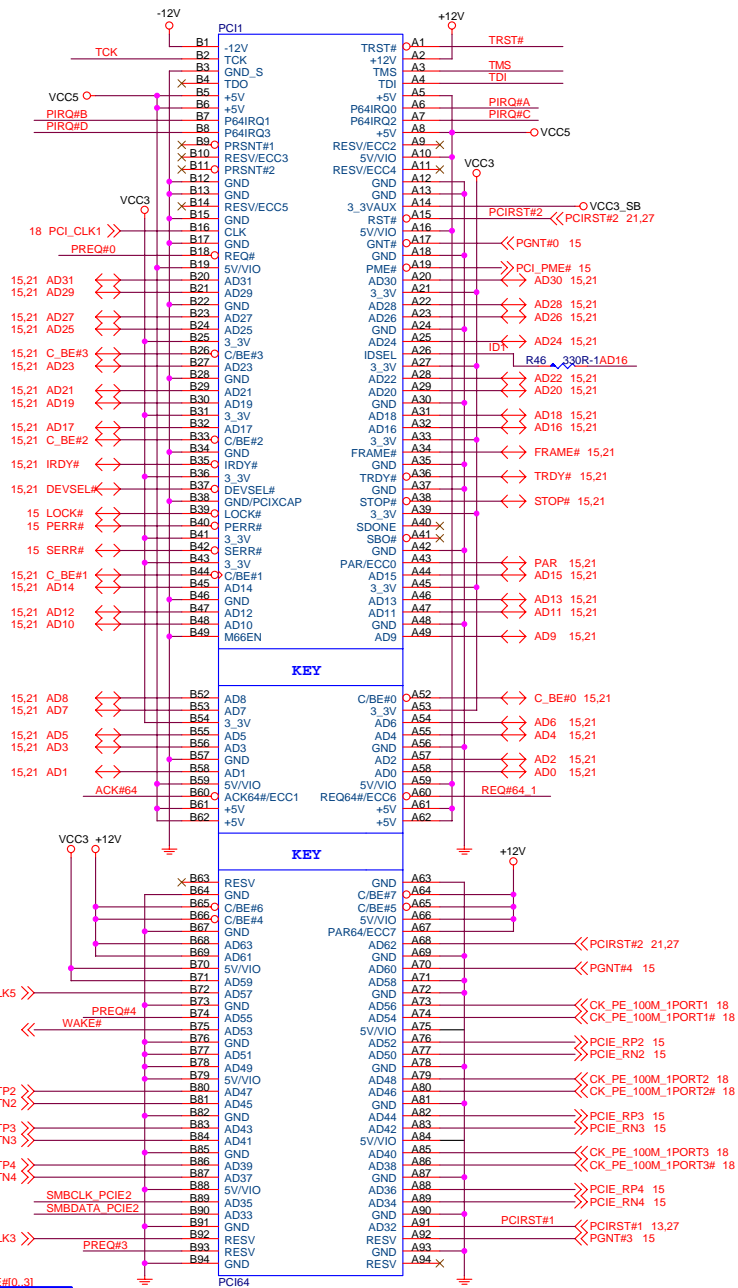 -12V
+12V
PCI1
B1 -12V TRST# A1 TRST#
TCK B2 TCK +12V A2
B3 GND_S TMS A3 TMS
B4 TDO TDI A4 TDI
VCC5 B5 +5V +5V A5
B6 +5V P64IRQ0 A6 PIRQ#A
PIRQ#B B7 P64IRQ1 P64IRQ2 A7 PIRQ#C
PIRQ#D B8 P64IRQ3 +5V A8 VCC5
B9 PRSNT#1 RESV/ECC2 A9
B10 RESV/ECC3 5V/VIO A10
B11 PRSNT#2 RESV/ECC4 A11 VCC3
B12 GND GND A12
B13 GND GND A13
VCC3 B14 RESV/ECC5 3_3VAUX A14 VCC3_SB
B15 GND RST# A15 PCIRST#2 PCIRST#2 21,27
18 PCI_CLK1 B16 CLK 5V/VIO A16
B17 GND GNT# A17 PGNT#0 15
PREQ#0 B18 REQ# GND A18
B19 5V/VIO PME# A19 PCI_PME# 15
15,21 AD31 B20 AD31 AD30 A20 AD30 15,21
15,21 AD29 B21 AD29 3_3V A21
B22 GND AD28 A22 AD28 15,21
15,21 AD27 B23 AD27 AD26 A23 AD26 15,21
15,21 AD25 B24 AD25 GND A24
B25 3_3V AD24 A25 AD24 15,21
15,21 C_BE#3 B26 C/BE#3 IDSEL A26 ID1
15,21 AD23 B27 AD23 3_3V A27 R46 330R-1 AD16
B28 GND AD22 A28 AD22 15,21
15,21 AD21 B29 AD21 AD20 A29 AD20 15,21
15,21 AD19 B30 AD19 GND A30
B31 3_3V AD18 A31 AD18 15,21
15,21 AD17 B32 AD17 AD16 A32 AD16 15,21
15,21 C_BE#2 B33 C/BE#2 3_3V A33
B34 GND FRAME# A34 FRAME# 15,21
15,21 IRDY# B35 IRDY# GND A35
B36 3_3V TRDY# A36 TRDY# 15,21
15,21 DEVSEL# B37 DEVSEL# GND A37
B38 GND/PCIXCAP STOP# A38 STOP# 15,21
15 LOCK# B39 LOCK# 3_3V A39
15 PERR# B40 PERR# SDONE A40
B41 3_3V SBO# A41
15 SERR# B42 SERR# GND A42
B43 3_3V PAR/ECC0 A43 PAR 15,21
15,21 C_BE#1 B44 C/BE#1 AD15 A44 AD15 15,21
15,21 AD14 B45 AD14 3_3V A45
B46 GND AD13 A46 AD13 15,21
15,21 AD12 B47 AD12 AD11 A47 AD11 15,21
15,21 AD10 B48 AD10 GND A48
B49 M66EN AD9 A49 AD9 15,21
KEY
15,21 AD8 B52 AD8 C/BE#0 A52 C_BE#0 15,21
15,21 AD7 B53 AD7 3_3V A53
B54 3_3V AD6 A54 AD6 15,21
15,21 AD5 B55 AD5 AD4 A55 AD4 15,21
15,21 AD3 B56 AD3 GND A56
B57 GND AD2 A57 AD2 15,21
15,21 AD1 B58 AD1 AD0 A58 AD0 15,21
B59 5V/VIO 5V/VIO A59
ACK#64 B60 ACK64#/ECC1 REQ64#/ECC6 A60 REQ#64_1
B61 +5V +5V A61
B62 +5V +5V A62
VCC3 +12V
KEY
+12V
B63 RESV GND A63
B64 GND C/BE#7 A64
B65 C/BE#6 C/BE#5 A65
B66 C/BE#4 5V/VIO A66
B67 GND PAR64/ECC7 A67
B68 AD63 AD62 A68 PCIRST#2 21,27
B69 AD61 GND A69
B70 5V/VIO AD60 A70 PGNT#4 15
B71 AD59 AD58 A71
LK5 B72 AD57 GND A72
B73 GND AD56 A73 CK_PE_100M_1PORT1 18
PREQ#4 B74 AD55 AD54 A74 CK_PE_100M_1PORT1# 18
WAKE# B75 AD53 5V/VIO A75
B76 GND AD52 A76 PCIE_RP2 15
B77 AD51 AD50 A77 PCIE_RN2 15
B78 AD49 GND A78
B79 5V/VIO AD48 A79 CK_PE_100M_1PORT2 18
TP2 B80 AD47 AD46 A80 CK_PE_100M_1PORT2# 18
TN2 B81 AD45 GND A81
B82 GND AD44 A82 PCIE_RP3 15
TP3 B83 AD43 AD42 A83 PCIE_RN3 15
TN3 B84 AD41 5V/VIO A84
B85 GND AD40 A85 CK_PE_100M_1PORT3 18
TP4 B86 AD39 AD38 A86 CK_PE_100M_1PORT3# 18
TN4 B87 AD37 GND A87
B88 5V/VIO AD36 A88 PCIE_RP4 15
SMBCLK_PCIE2 B89 AD35 AD34 A89 PCIE_RN4 15
SMBDATA_PCIE2 B90 AD33 GND A90
B91 GND AD32 A91 PCIRST#1 PCIRST#1 13,27
LK3 B92 RESV RESV A92 PGNT#3 15
PREQ#3 B93 RESV GND A93
B94 GND RESV A94
PCI64
E#[0..3]